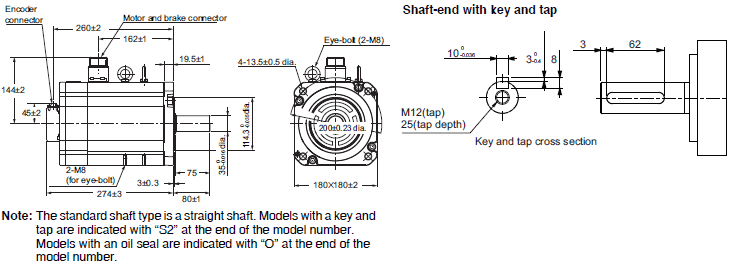 Encoder
connector
Motor and brake connector
260±2
162±1
19.5±1
144±2
45±2
2-M8
(for eye-bolt)
3±0.3
75
274±3
80±1
114.3 dia.
35 dia.
Eye-bolt (2-M8)
4-13.5±0.5 dia.
200±0.23 dia.
180×180±2
Shaft-end with key and tap
10 0 -0.036
3 0 -0.4
8
3
62
M12(tap)
25(tap depth)
Key and tap cross section
Note: The standard shaft type is a straight shaft. Models with a key and
tap are indicated with “S2” at the end of the model number.
Models with an oil seal are indicated with “O” at the end of the
model number.